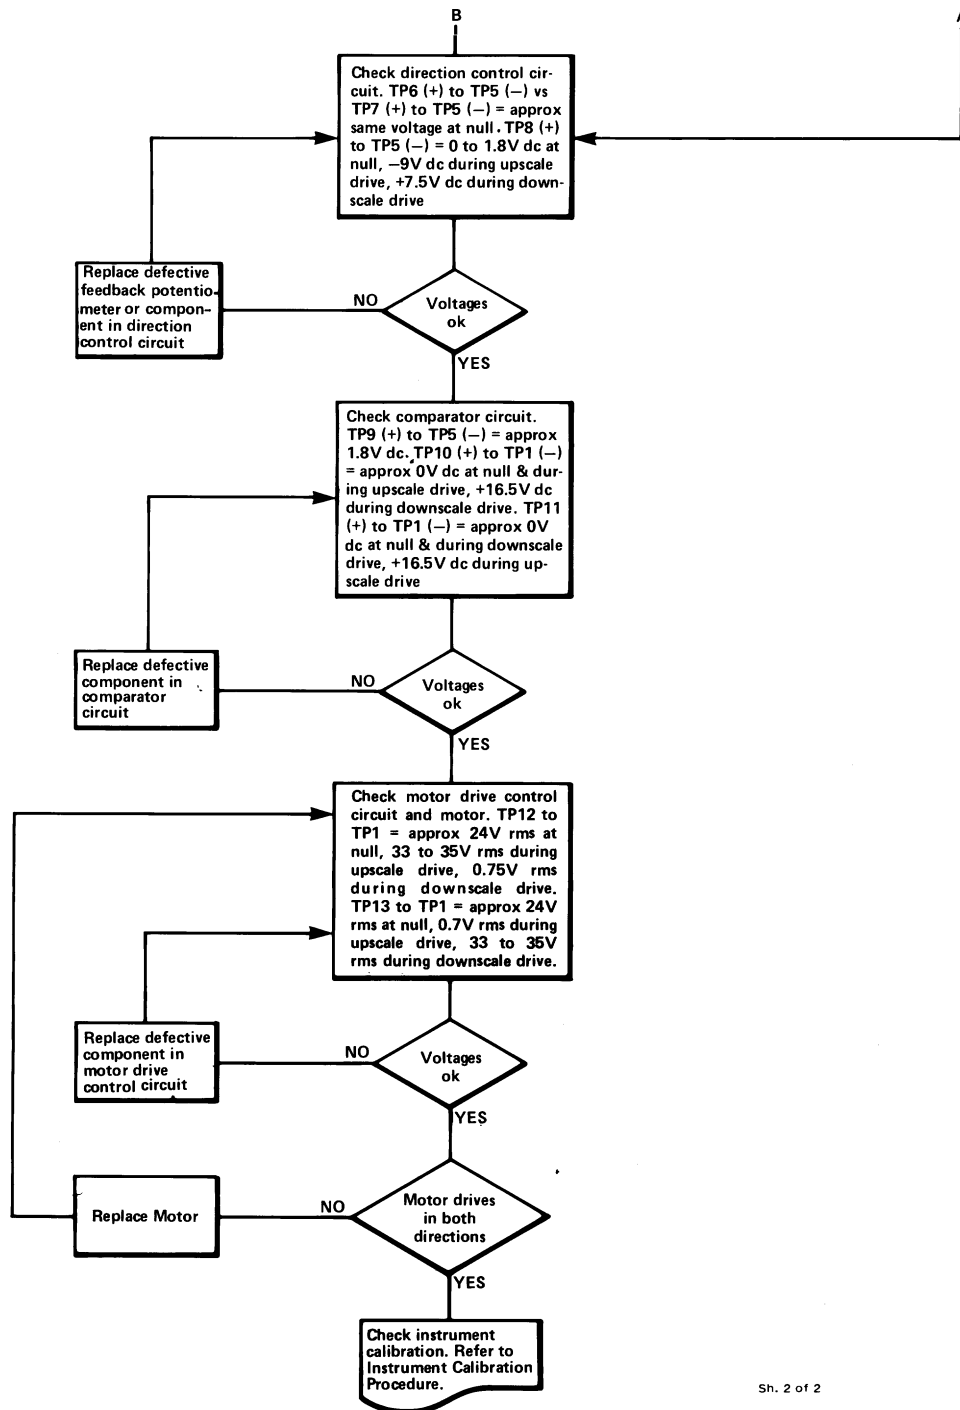 B
A
Check direction control cir-
cuit. TP6 (+) to TP5 (—) vs
TP7 (+) to TP5 (—) = approx
same voltage at null. TP8 (+)
to TP5 (—) = 0 to 1.8V dc at
null, —9V dc during upscale
drive, +7.5V dc during down-
scale drive
Replace defective
feedback potentio-
meter or compon-
ent in direction
control circuit
NO
Voltages
ok
YES
Check comparator circuit.
TP9 (+) to TP5 (—) = approx
1.8V dc. TP10 (+) to TP1 (—)
= approx 0V dc at null & dur-
ing upscale drive, +16.5V dc
during downscale drive. TP11
(+) to TP1 (—) = approx 0V
dc at null & during downscale
drive, +16.5V dc during up-
scale drive
Replace defective
component in
comparator
circuit
NO
Voltages
ok
YES
Check motor drive control
circuit and motor. TP12 to
TP1 = approx 24V rms at
null, 33 to 35V rms during
upscale drive, 0.75V rms
during downscale drive.
TP13 to TP1 = approx 24V
rms at null, 0.7V rms during
upscale drive, 33 to 35V
rms during downscale drive.
Replace defective
component in
motor drive
control circuit
NO
Voltages
ok
YES
Replace Motor
NO
Motor drives
in both
directions
YES
Check instrument
calibration. Refer to
Instrument Calibration
Procedure.
Sh. 2 of 2